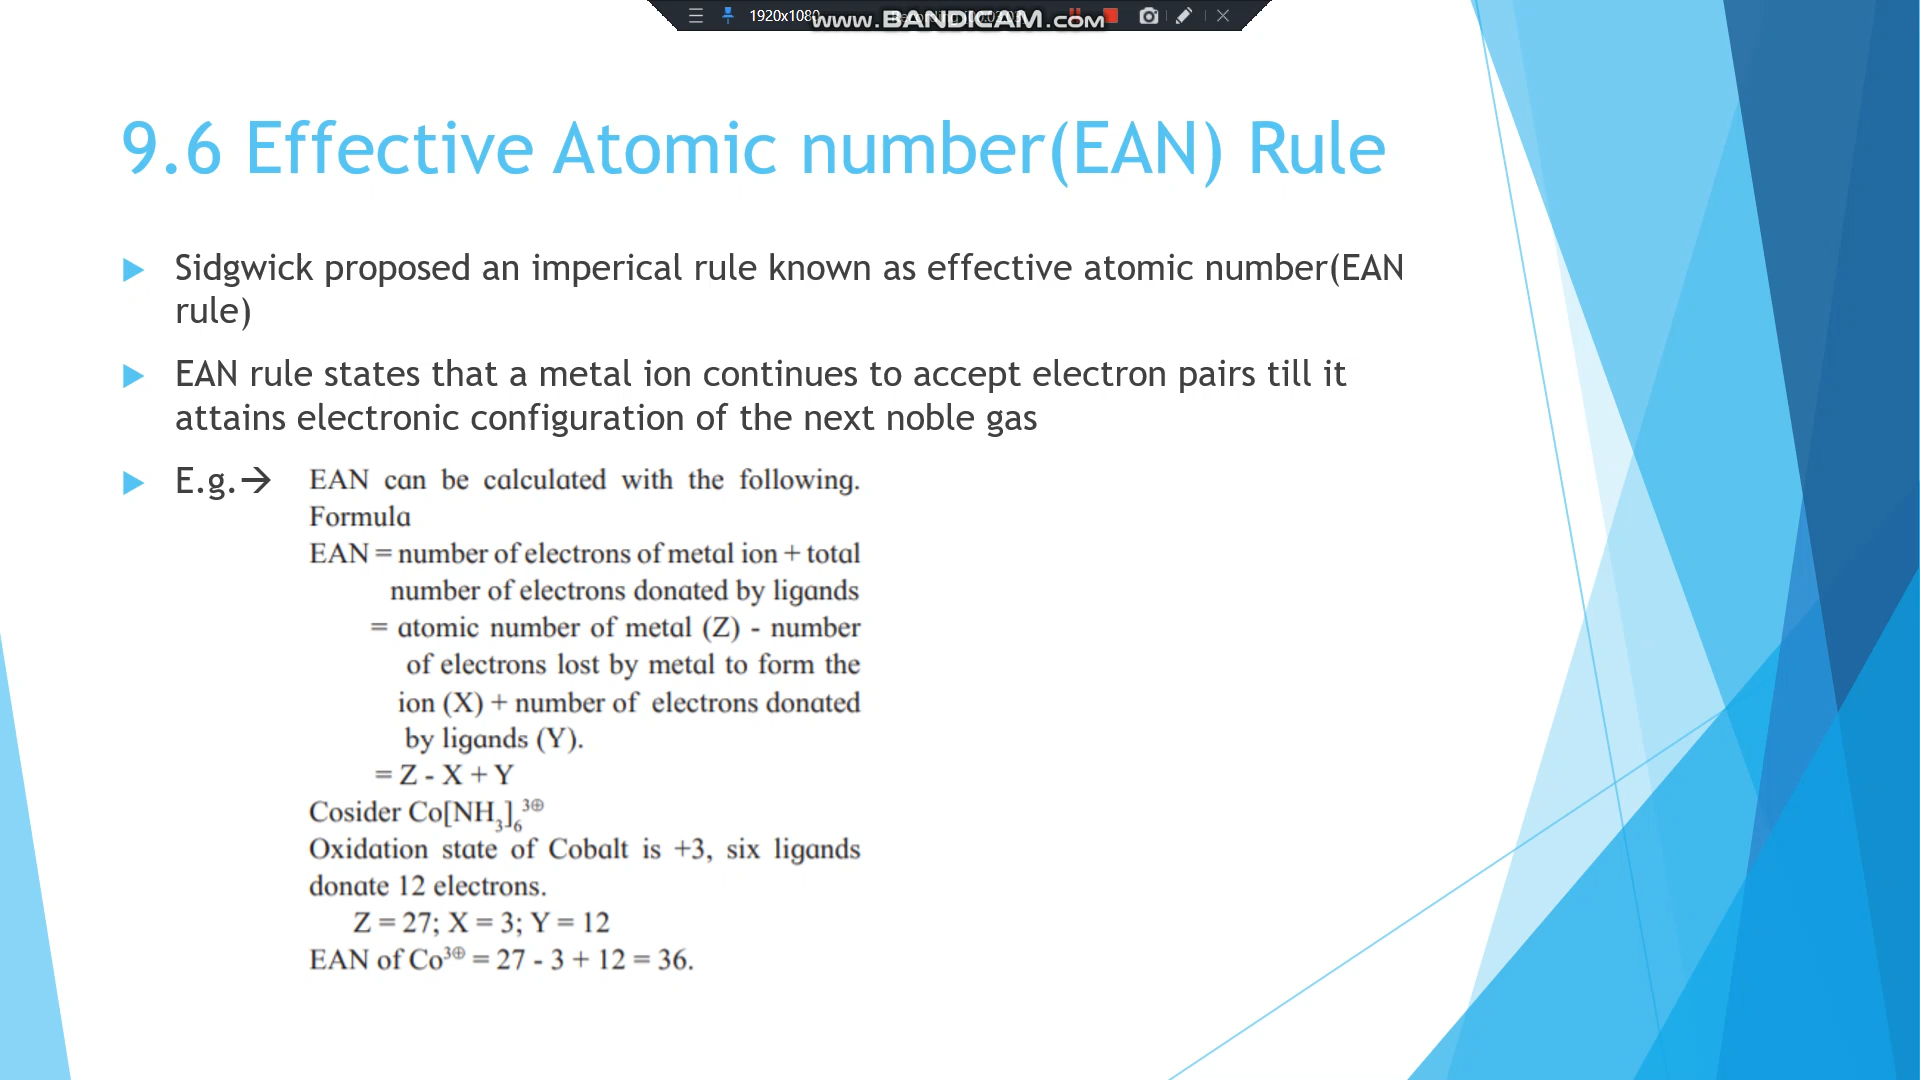 1920x1080
www.BANDICAM.com
9.6 Effective Atomic number(EAN) Rule
Sidgwick proposed an imperical rule known as effective atomic number(EAN
rule)
EAN rule states that a metal ion continues to accept electron pairs till it
attains electronic configuration of the next noble gas
E.g.→
EAN can be calculated with the following.
Formula
EAN = number of electrons of metal ion + total
number of electrons donated by ligands
= atomic number of metal (Z) - number
of electrons lost by metal to form the
ion (X) + number of electrons donated
by ligands (Y).
= Z - X + Y
Cosider Co[NH₃]₆³⊕
Oxidation state of Cobalt is +3, six ligands
donate 12 electrons.
Z = 27; X = 3; Y = 12
EAN of Co³⊕ = 27 - 3 + 12 = 36.